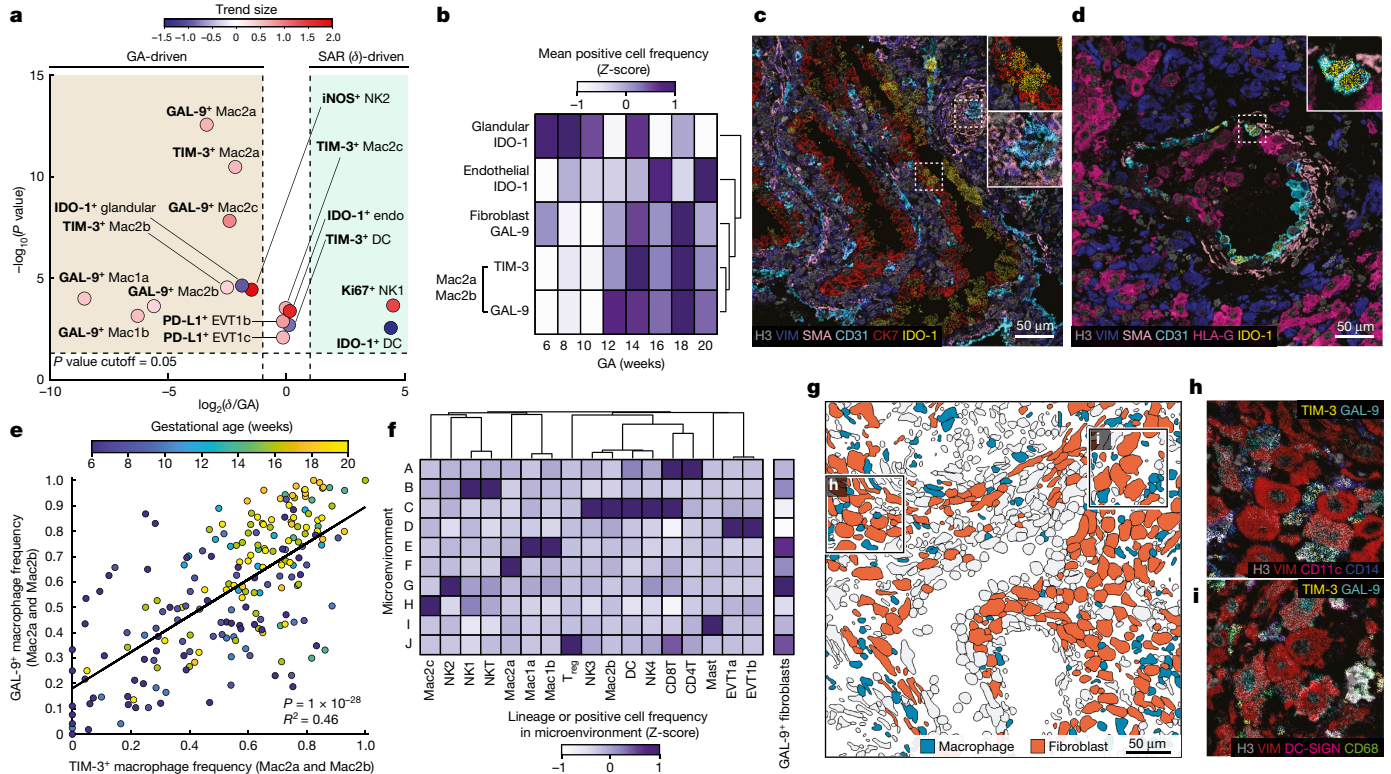 a
Trend size
-1.5 -1.0 -0.5 0 0.5 1.0 1.5 2.0
GA-driven
SAR (δ)-driven
15
10
5
0
−log10(P value)
GAL-9+ Mac2a
TIM-3+ Mac2a
IDO-1+ glandular
TIM-3+ Mac2b
GAL-9+ Mac2c
GAL-9+ Mac1a
GAL-9+ Mac2b
GAL-9+ Mac1b
PD-L1+ EVT1b
PD-L1+ EVT1c
iNOS+ NK2
TIM-3+ Mac2c
IDO-1+ endo
TIM-3+ DC
Ki67+ NK1
IDO-1+ DC
P value cutoff = 0.05
−10 −5 0 5
log2(δ/GA)
b
Mean positive cell frequency
(Z-score)
−1 0 1
Glandular
IDO-1
Endothelial
IDO-1
Fibroblast
GAL-9
Mac2a
Mac2b
TIM-3
GAL-9
6 8 10 12 14 16 18 20
GA (weeks)
c
H3 VIM SMA CD31 CK7 IDO-1
50 μm
d
H3 VIM SMA CD31 HLA-G IDO-1
50 μm
e
Gestational age (weeks)
6 8 10 12 14 16 18 20
GAL-9+ macrophage frequency
(Mac2a and Mac2b)
1.0
0.9
0.8
0.7
0.6
0.5
0.4
0.3
0.2
0.1
0
P = 1 × 10−28
R2 = 0.46
0 0.2 0.4 0.6 0.8 1.0
TIM-3+ macrophage frequency (Mac2a and Mac2b)
f
Microenvironment
A
B
C
D
E
F
G
H
I
J
Mac2c
NK2
NK1
NKT
Mac2a
Mac1a
Mac1b
Treg
NK3
Mac2b
DC
NK4
CD8T
CD4T
Mast
EVT1a
EVT1b
GAL-9+ fibroblasts
Lineage or positive cell frequency
in microenvironment (Z-score)
−1 0 1
g
h
i
Macrophage
Fibroblast
50 μm
h
TIM-3 GAL-9
H3 VIM CD11c CD14
i
TIM-3 GAL-9
H3 VIM DC-SIGN CD68